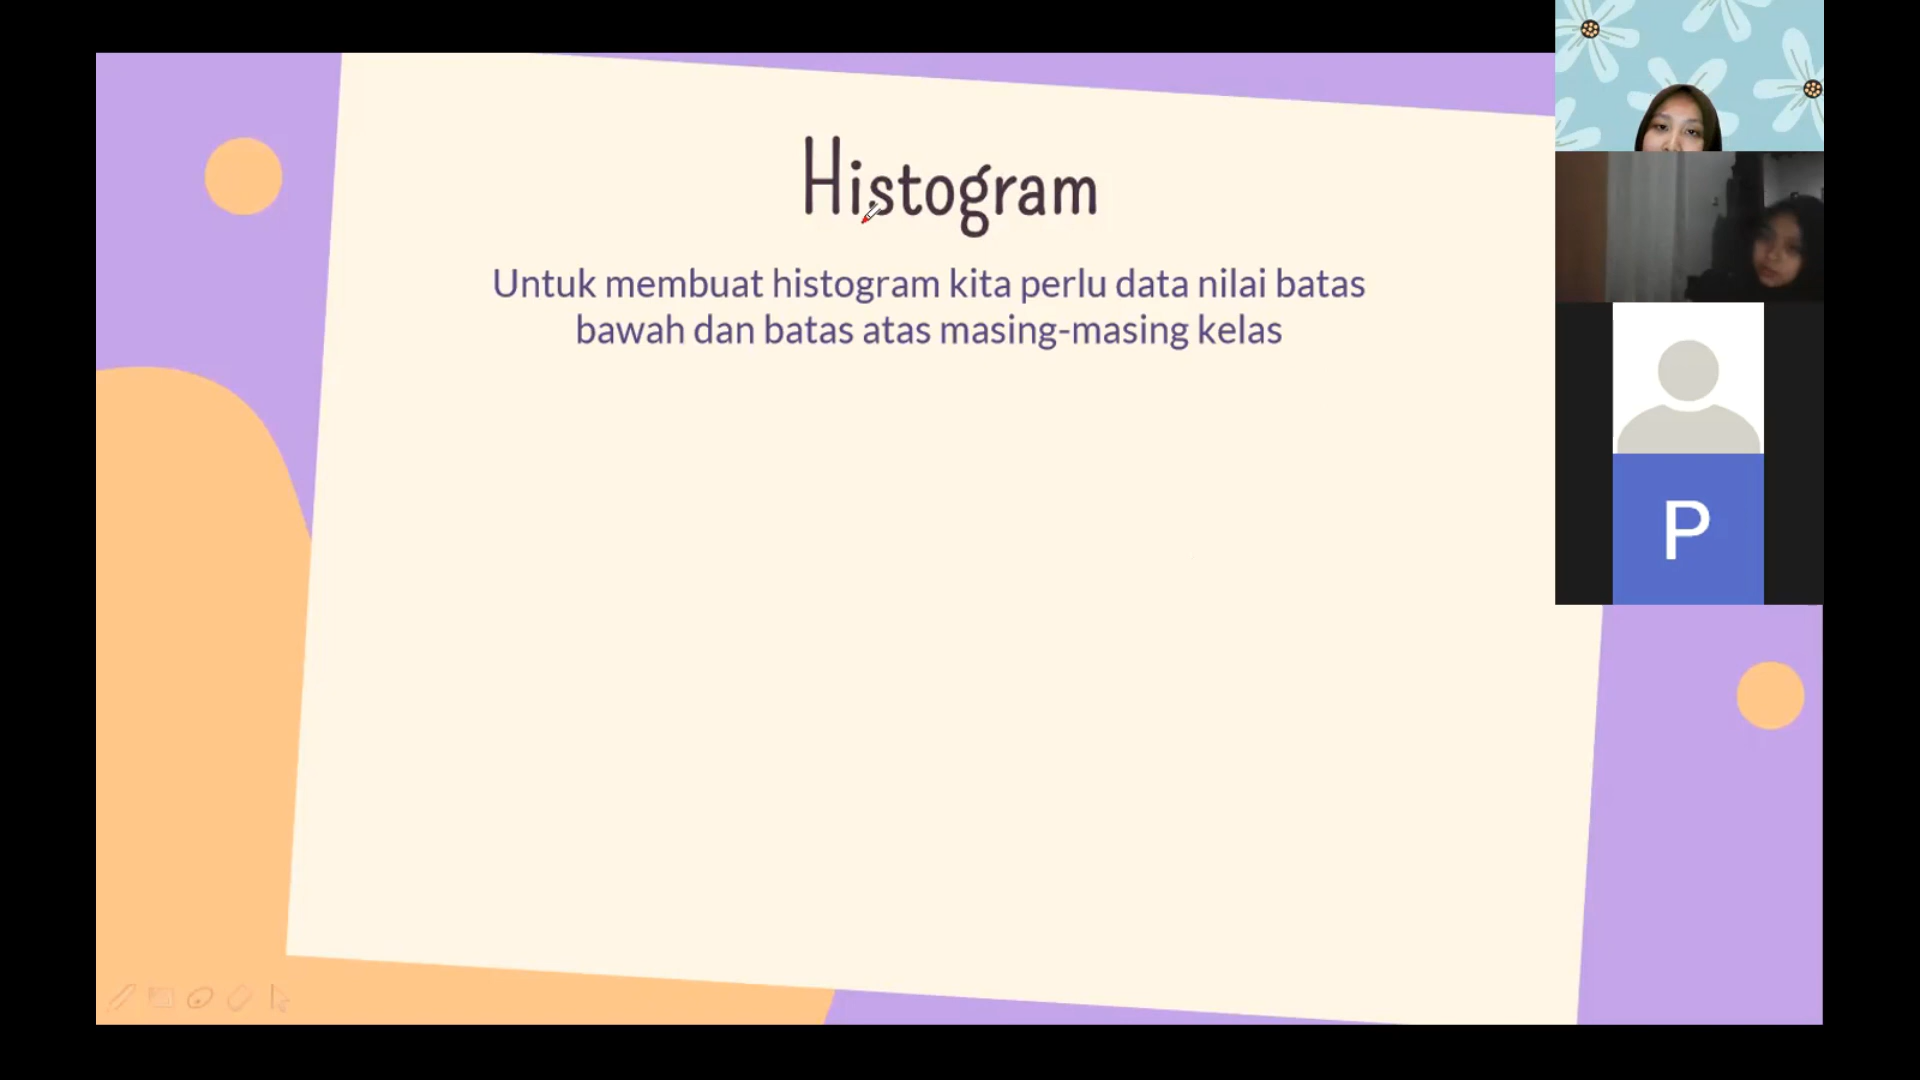 Histogram
Untuk membuat histogram kita perlu data nilai batas
bawah dan batas atas masing-masing kelas
P